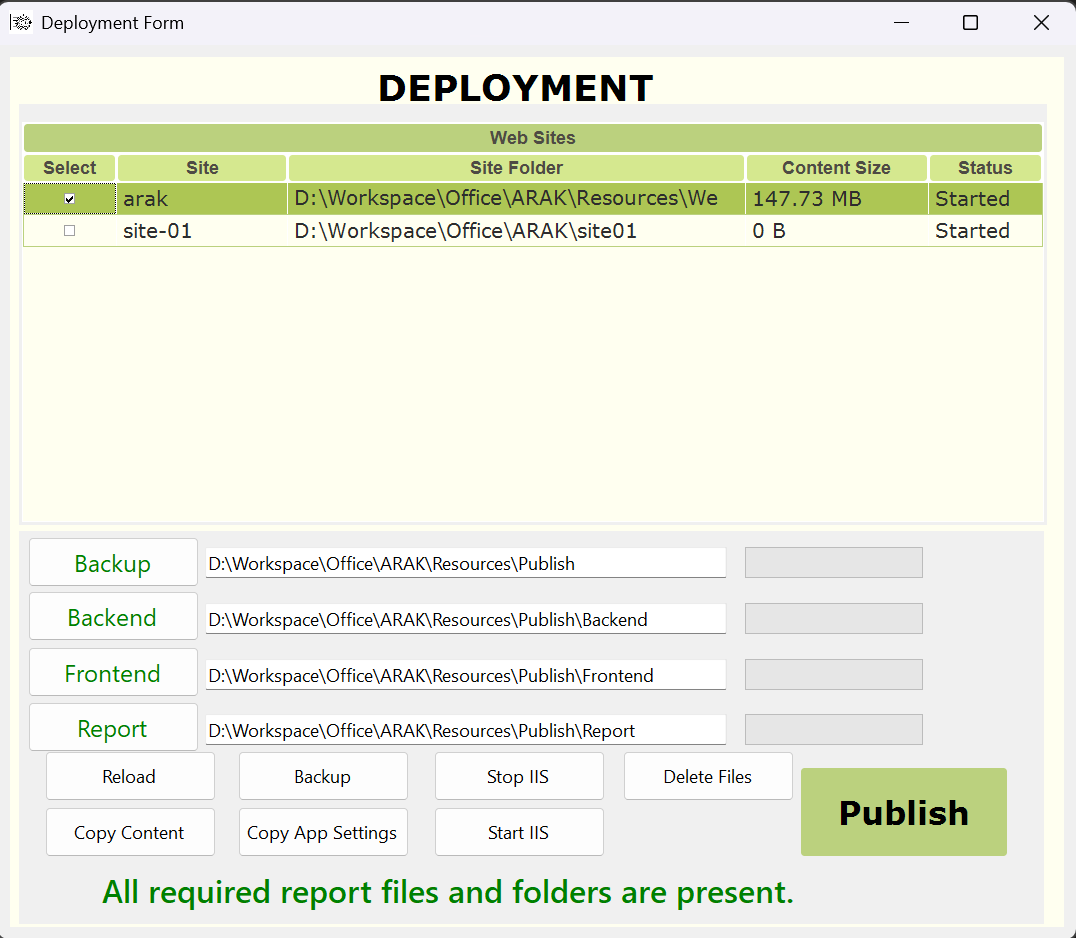 Deployment Form
DEPLOYMENT
Web Sites
Select Site Site Folder Content Size Status
arak D:\Workspace\Office\ARAK\Resources\We 147.73 MB Started
site-01 D:\Workspace\Office\ARAK\site01 0 B Started
Backup D:\Workspace\Office\ARAK\Resources\Publish
Backend D:\Workspace\Office\ARAK\Resources\Publish\Backend
Frontend D:\Workspace\Office\ARAK\Resources\Publish\Frontend
Report D:\Workspace\Office\ARAK\Resources\Publish\Report
Reload Backup Stop IIS Delete Files
Publish
Copy Content Copy App Settings Start IIS
All required report files and folders are present.